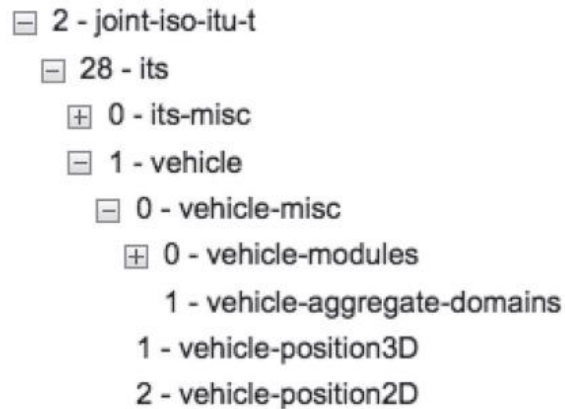 2 - joint-iso-itu-t
28 - its
0 - its-misc
1 - vehicle
0 - vehicle-misc
0 - vehicle-modules
1 - vehicle-aggregate-domains
1 - vehicle-position3D
2 - vehicle-position2D